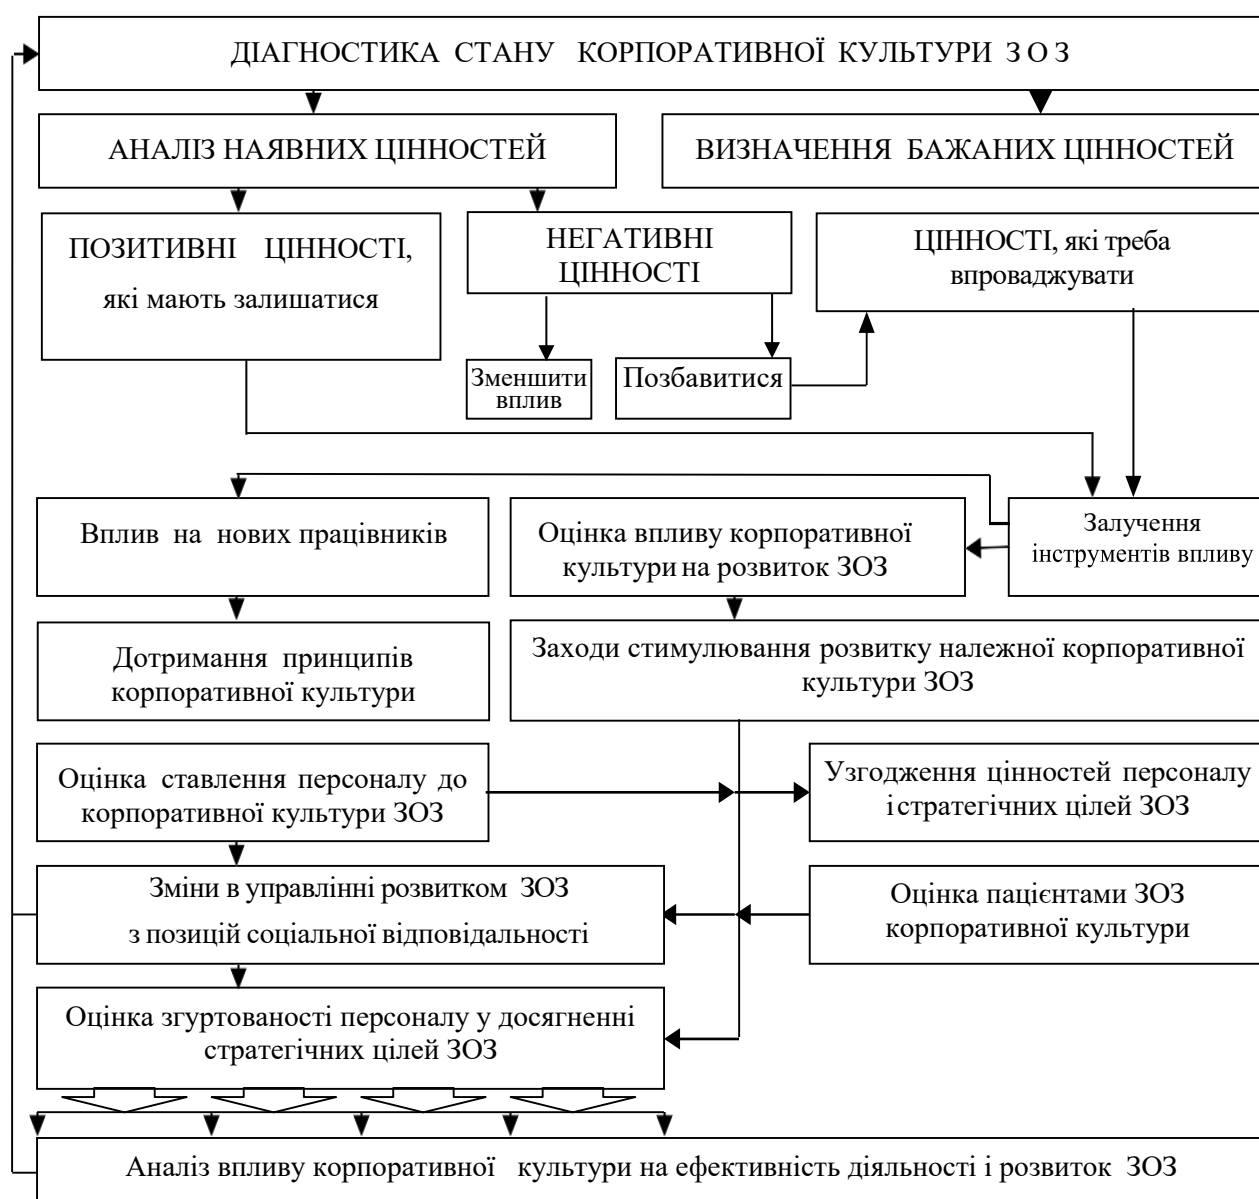 ДІАГНОСТИКА СТАНУ КОРПОРАТИВНОЇ КУЛЬТУРИ З О З
АНАЛІЗ НАЯВНИХ ЦІННОСТЕЙ
ВИЗНАЧЕННЯ БАЖАНИХ ЦІННОСТЕЙ
ПОЗИТИВНІ ЦІННОСТІ,
які мають залишатися
НЕГАТИВНІ
ЦІННОСТІ
ЦІННОСТІ, які треба
впроваджувати
Зменшити
вплив
Позбавитися
Вплив на нових працівників
Оцінка впливу корпоративної
культури на розвиток ЗОЗ
Залучення
інструментів впливу
Дотримання принципів
корпоративної культури
Заходи стимулювання розвитку належної корпоративної
культури ЗОЗ
Оцінка ставлення персоналу до
корпоративної культури ЗОЗ
Узгодження цінностей персоналу
і стратегічних цілей ЗОЗ
Зміни в управлінні розвитком ЗОЗ
з позицій соціальної відповідальності
Оцінка пацієнтами ЗОЗ
корпоративної культури
Оцінка згуртованості персоналу у досягненні
стратегічних цілей ЗОЗ
Аналіз впливу корпоративної культури на ефективність діяльності і розвиток ЗОЗ